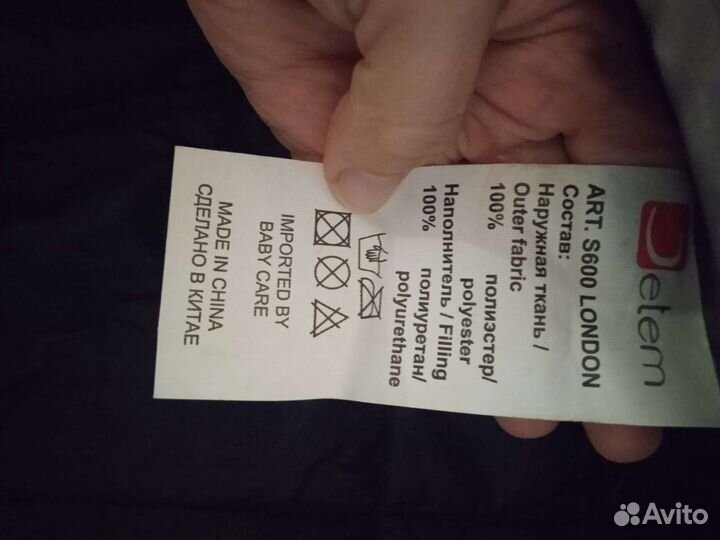 Jetem
ART. S600 LONDON
Состав:
Наружная ткань /
Outer fabric
100% полиэстер/
polyester
Наполнитель / Filling
100% полиуретан/
polyurethane
IMPORTED BY
BABY CARE
MADE IN CHINA
СДЕЛАНО В КИТАЕ
Avito